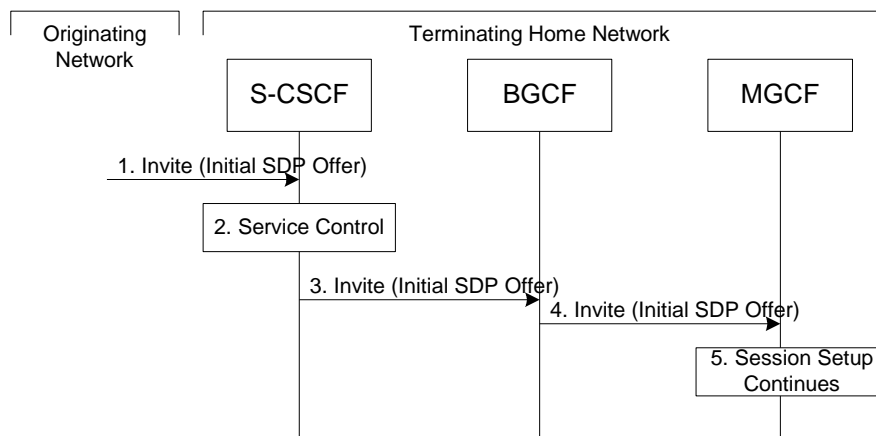 Originating
Network
Terminating Home Network
S-CSCF
BGCF
MGCF
1. Invite (Initial SDP Offer)
2. Service Control
3. Invite (Initial SDP Offer)
4. Invite (Initial SDP Offer)
5. Session Setup
Continues